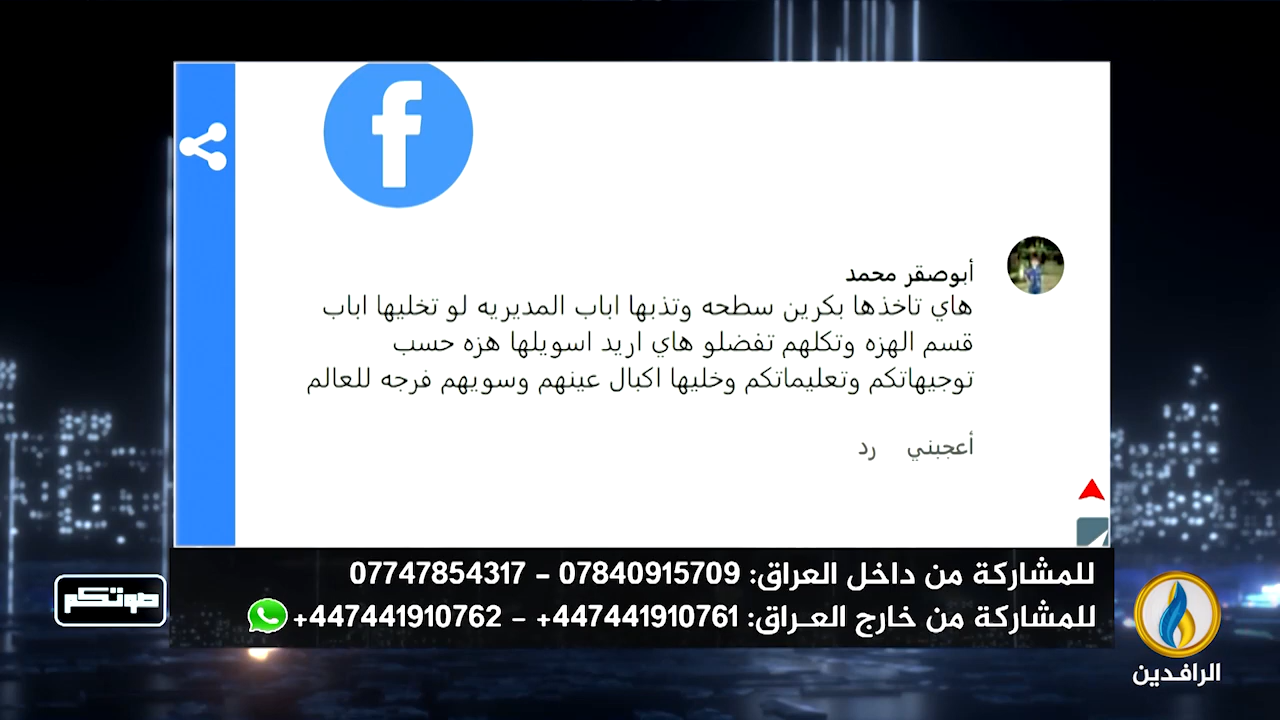 f
أبوصقر محمد
هاي تاخذها بكرين سطحه وتذبها اباب المديريه لو تخليها اباب
قسم الهزه وتكلهم تفضلو هاي اريد اسويلها هزه حسب
توجيهاتكم وتعليماتكم وخليها اكبال عينهم وسويهم فرجه للعالم
أعجبني رد
للمشاركة من داخل العراق: 07840915709 - 07747854317
للمشاركة من خارج العـراق: 447441910761+ - 447441910762+
صوتكم
الرافدين